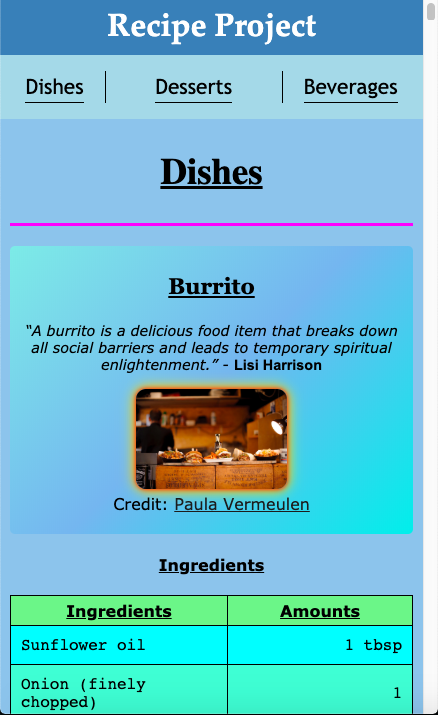 Recipe Project
Dishes
Desserts
Beverages
Dishes
Burrito
“A burrito is a delicious food item that breaks down
all social barriers and leads to temporary spiritual
enlightenment.” - Lisi Harrison
Credit: Paula Vermeulen
Ingredients
Ingredients Amounts
Sunflower oil 1 tbsp
Onion (finely
chopped) 1